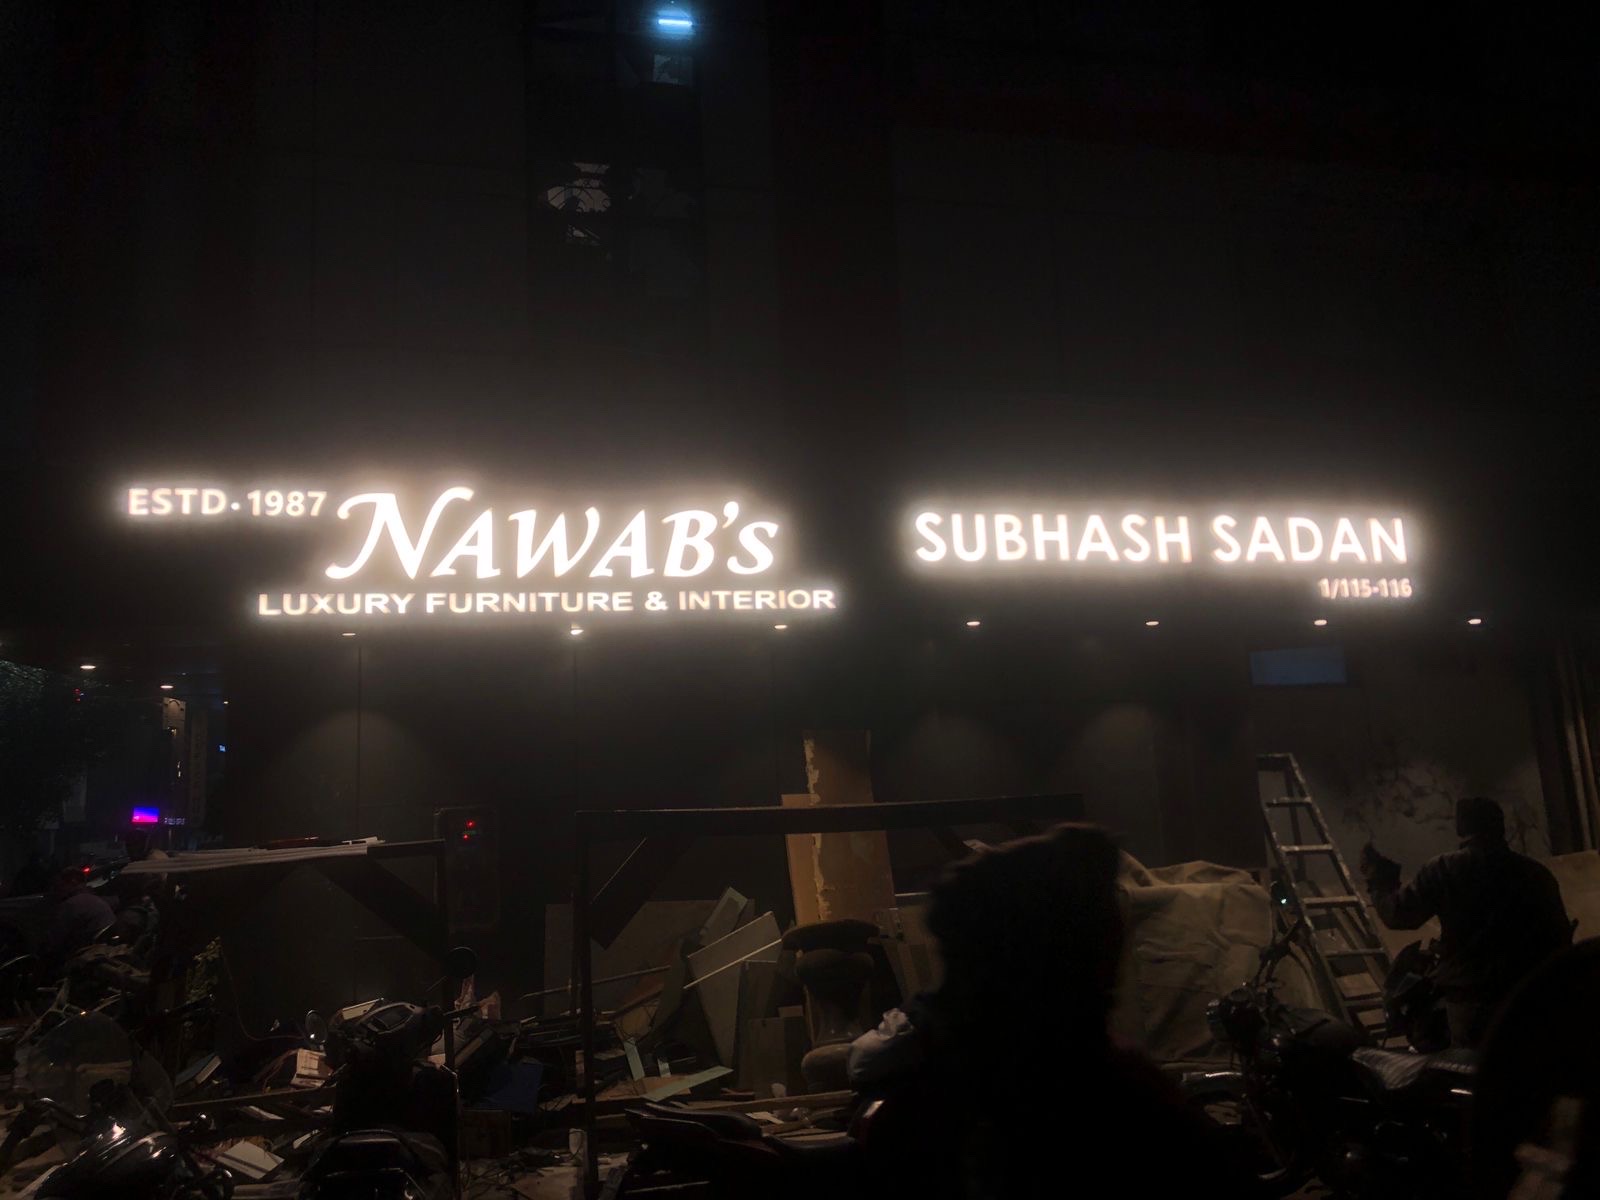 ESTD·1987
NAWAB'S
LUXURY FURNITURE & INTERIOR
SUBHASH SADAN
1/115-116